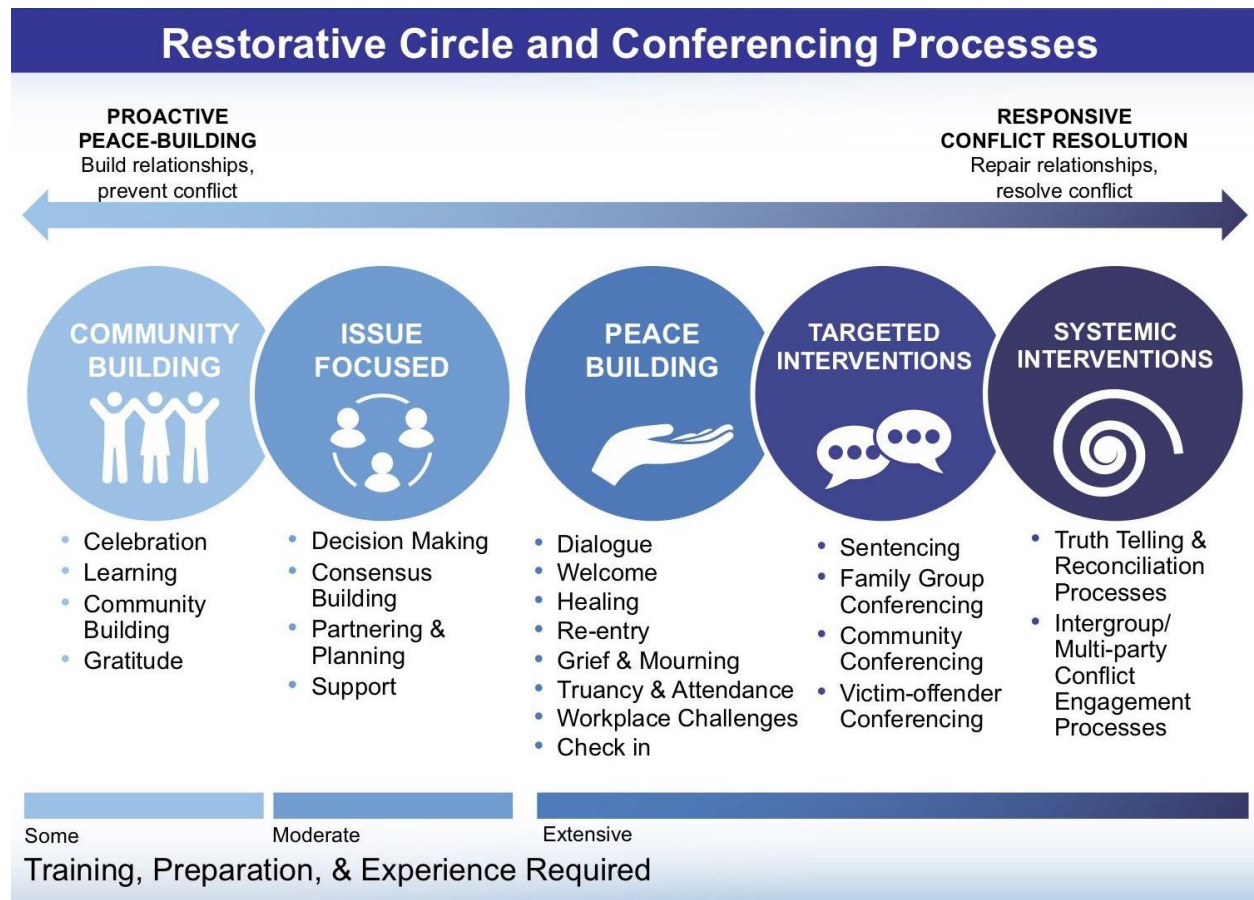 Restorative Circle and Conferencing Processes
PROACTIVE
PEACE-BUILDING
Build relationships,
prevent conflict
RESPONSIVE
CONFLICT RESOLUTION
Repair relationships,
resolve conflict
COMMUNITY
BUILDING
• Celebration
• Learning
• Community
Building
• Gratitude
ISSUE
FOCUSED
• Decision Making
• Consensus
Building
• Partnering &
Planning
• Support
PEACE
BUILDING
• Dialogue
• Welcome
• Healing
• Re-entry
• Grief & Mourning
• Truancy & Attendance
• Workplace Challenges
• Check in
TARGETED
INTERVENTIONS
• Sentencing
• Family Group
Conferencing
• Community
Conferencing
• Victim-offender
Conferencing
SYSTEMIC
INTERVENTIONS
• Truth Telling &
Reconciliation
Processes
• Intergroup/
Multi-party
Conflict
Engagement
Processes
Some
Moderate
Extensive
Training, Preparation, & Experience Required